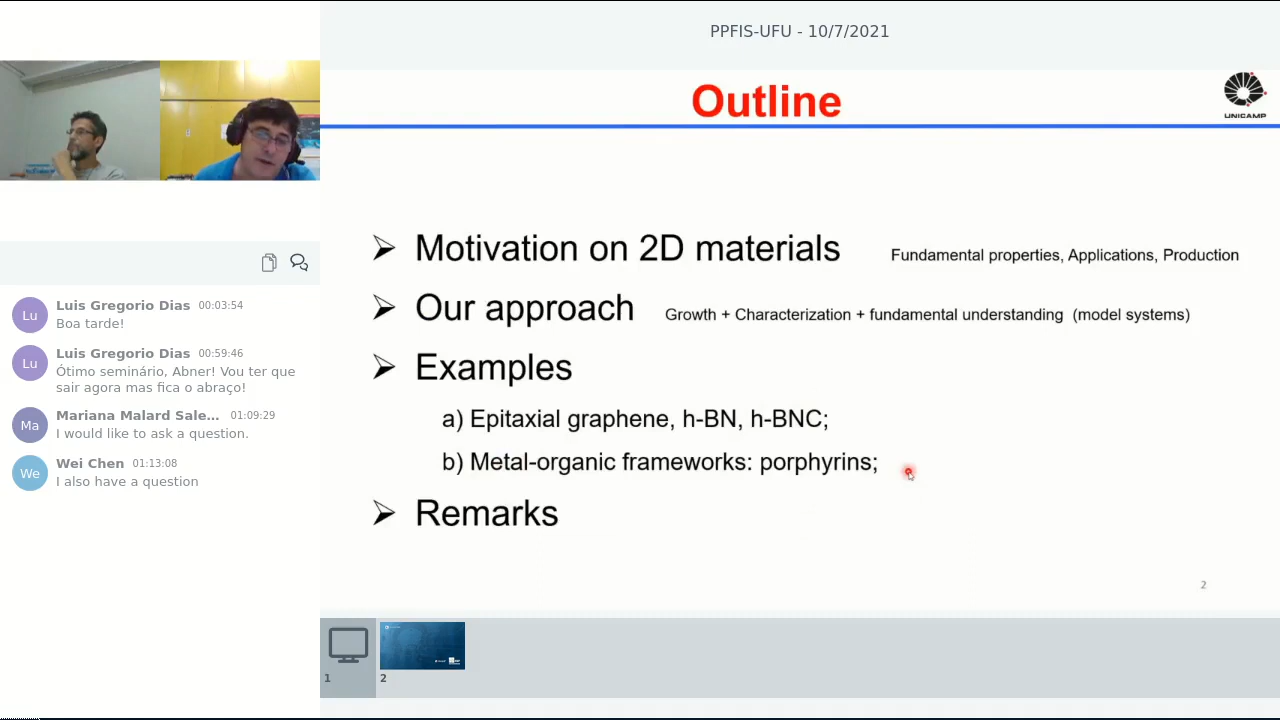 PPFIS-UFU - 10/7/2021
Outline
UNICAMP
Motivation on 2D materials Fundamental properties, Applications, Production
Our approach Growth + Characterization + fundamental understanding (model systems)
Examples
a) Epitaxial graphene, h-BN, h-BNC;
b) Metal-organic frameworks: porphyrins;
Remarks
2
Lu Luis Gregorio Dias 00:03:54
Boa tarde!
Lu Luis Gregorio Dias 00:59:46
Ótimo seminário, Abner! Vou ter que
sair agora mas fica o abraço!
Ma Mariana Malard Sale... 01:09:29
I would like to ask a question.
We Wei Chen 01:13:08
I also have a question
1
2